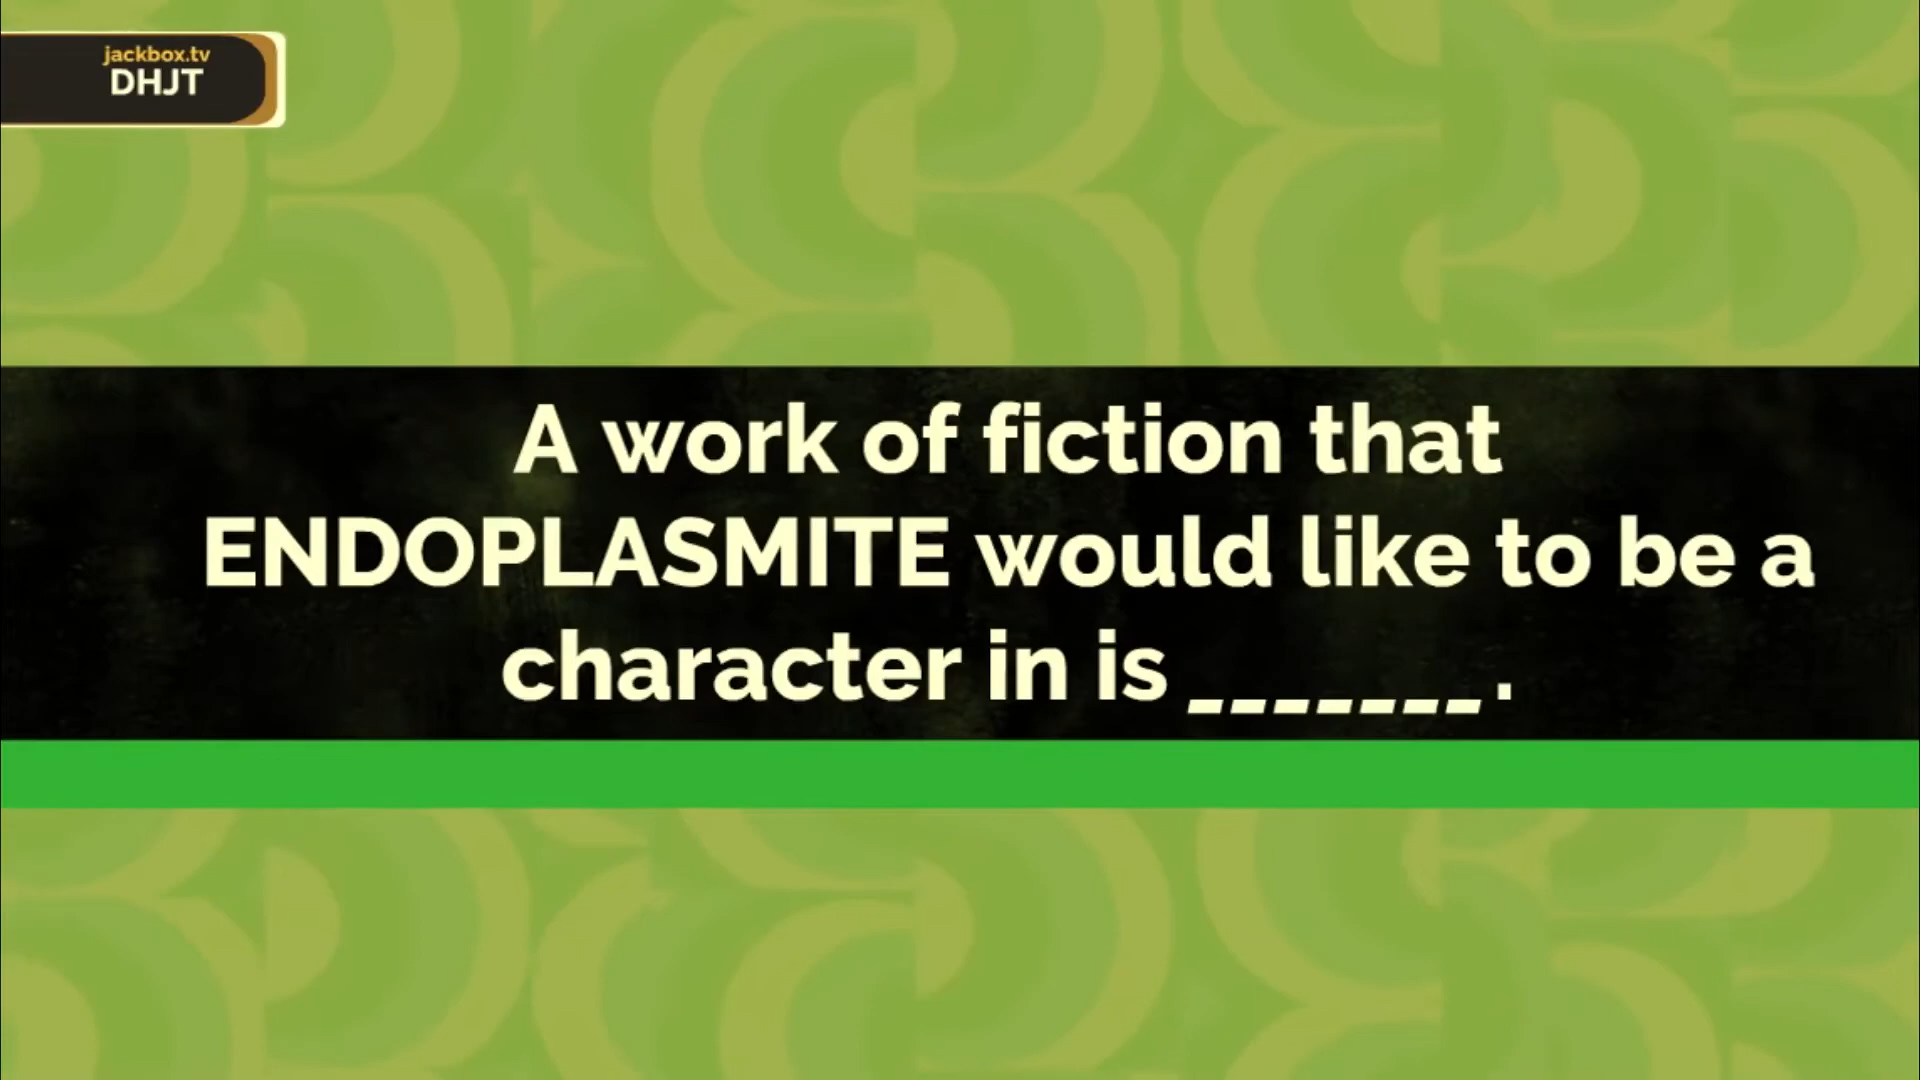 jackbox.tv
DHJT
A work of fiction that
ENDOPLASMITE would like to be a
character in is _______.